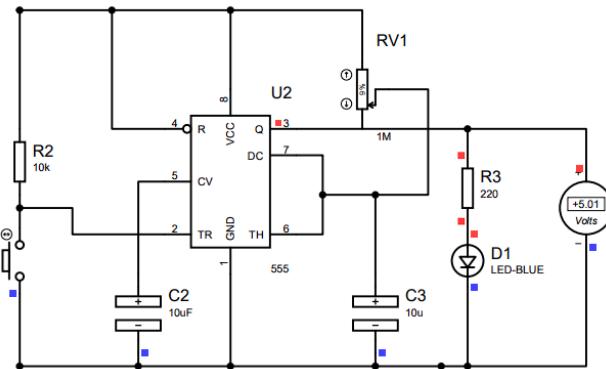 RV1
9%
1M
U2
8
VCC
4
R
Q
3
DC
7
5
CV
2
TR
GND
TH
6
1
555
R2
10k
R3
220
+
+5.01
Volts
−
D1
LED-BLUE
C2
10uF
+
−
C3
10u
+
−